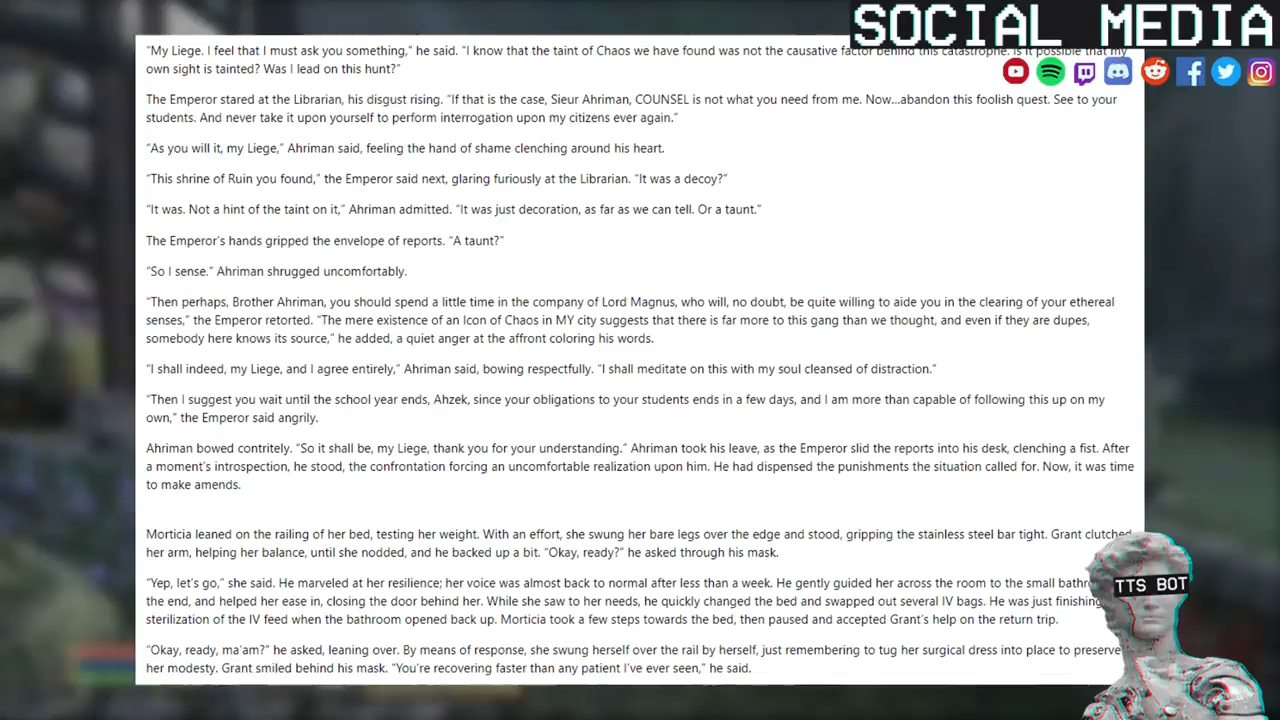 SOCIAL MEDIA
“My Liege. I feel that I must ask you something,” he said. “I know that the taint of Chaos we have found was not the causative factor behind this catastrophe. Is it possible that my
own sight is tainted? Was I lead on this hunt?”
The Emperor stared at the Librarian, his disgust rising. “If that is the case, Sieur Ahriman, COUNSEL is not what you need from me. Now…abandon this foolish quest. See to your
students. And never take it upon yourself to perform interrogation upon my citizens ever again.”
“As you will it, my Liege,” Ahriman said, feeling the hand of shame clenching around his heart.
“This shrine of Ruin you found,” the Emperor said next, glaring furiously at the Librarian. “It was a decoy?”
“It was. Not a hint of the taint on it,” Ahriman admitted. “It was just decoration, as far as we can tell. Or a taunt.”
The Emperor’s hands gripped the envelope of reports. “A taunt?”
“So I sense.” Ahriman shrugged uncomfortably.
“Then perhaps, Brother Ahriman, you should spend a little time in the company of Lord Magnus, who will, no doubt, be quite willing to aide you in the clearing of your ethereal
senses,” the Emperor retorted. “The mere existence of an Icon of Chaos in MY city suggests that there is far more to this gang than we thought, and even if they are dupes,
somebody here knows its source,” he added, a quiet anger at the affront coloring his words.
“I shall indeed, my Liege, and I agree entirely,” Ahriman said, bowing respectfully. “I shall meditate on this with my soul cleansed of distraction.”
“Then I suggest you wait until the school year ends, Ahzek, since your obligations to your students ends in a few days, and I am more than capable of following this up on my
own,” the Emperor said angrily.
Ahriman bowed contritely. “So it shall be, my Liege, thank you for your understanding.” Ahriman took his leave, as the Emperor slid the reports into his desk, clenching a fist. After
a moment’s introspection, he stood, the confrontation forcing an uncomfortable realization upon him. He had dispensed the punishments the situation called for. Now, it was time
to make amends.
Morticia leaned on the railing of her bed, testing her weight. With an effort, she swung her bare legs over the edge and stood, gripping the stainless steel bar tight. Grant clutched
her arm, helping her balance, until she nodded, and he backed up a bit. “Okay, ready?” he asked through his mask.
“Yep, let’s go,” she said. He marveled at her resilience; her voice was almost back to normal after less than a week. He gently guided her across the room to the small
the end, and helped her ease in, closing the door behind her. While she saw to her needs, he quickly changed the bed and swapped out several IV bags. He was just finishing
sterilization of the IV feed when the bathroom opened back up. Morticia took a few steps towards the bed, then paused and accepted Grant’s help on the return trip.
“Okay, ready, ma’am?” he asked, leaning over. By means of response, she swung herself over the rail by herself, just remembering to tug her surgical dress into place to preserve
her modesty. Grant smiled behind his mask. “You’re recovering faster than any patient I’ve ever seen,” he said.
TTS BOT